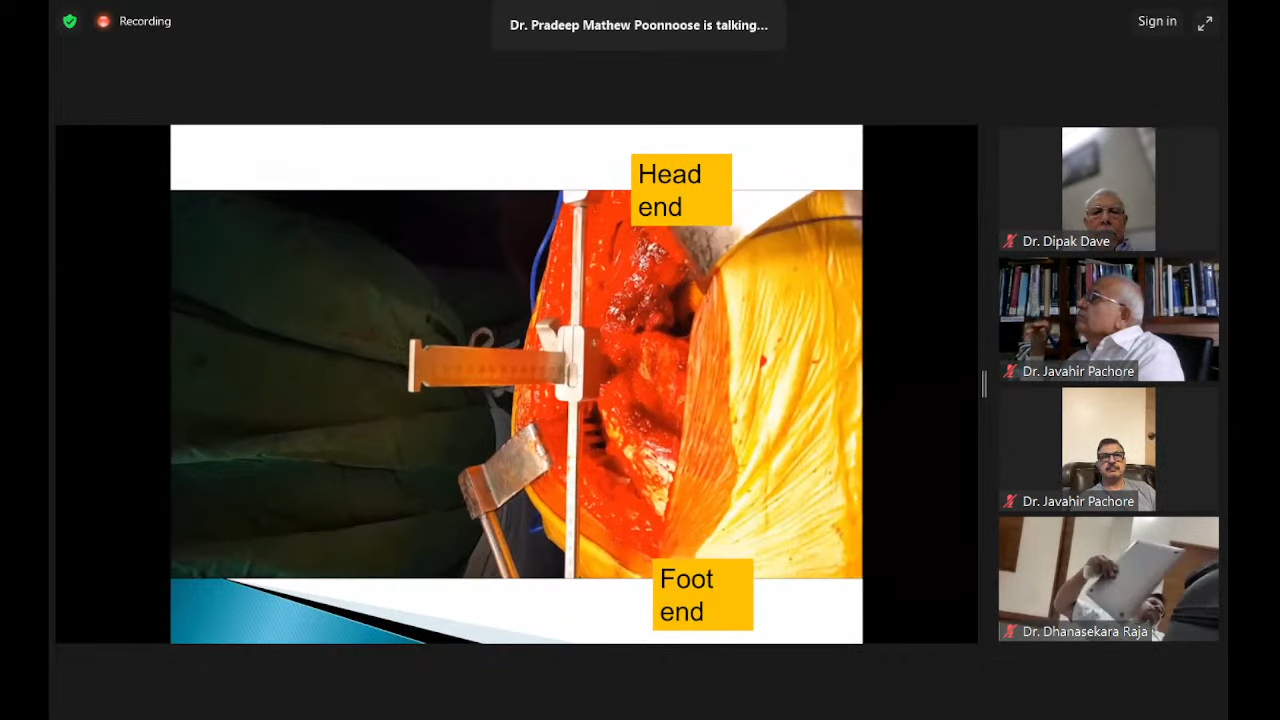 Recording
Dr. Pradeep Mathew Poonnoose is talking...
Sign in
Head
end
Foot
end
Dr. Dipak Dave
Dr. Javahir Pachore
Dr. Javahir Pachore
Dr. Dhanasekara Raja